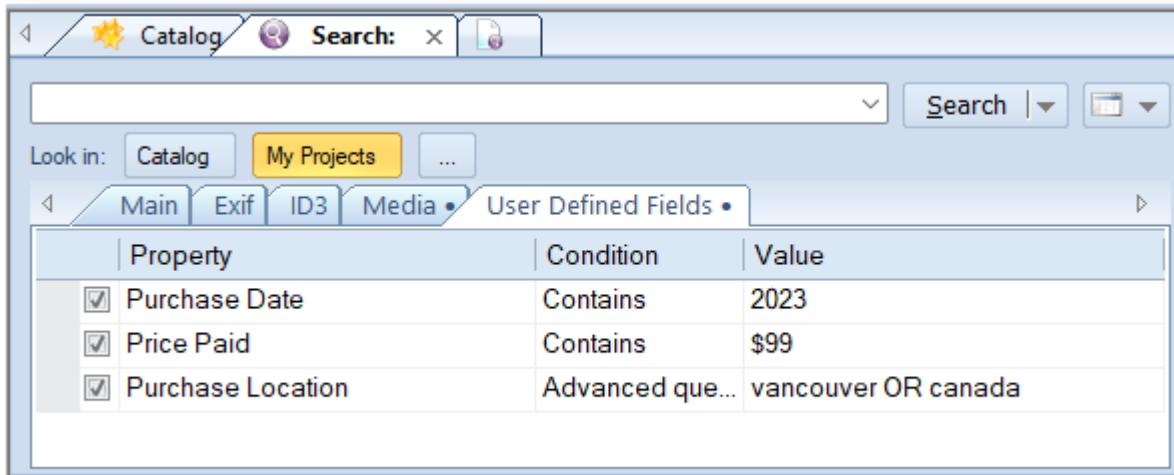 Catalog Search:
Search
Look in: Catalog My Projects ...
Main Exif ID3 Media • User Defined Fields •
Property Condition Value
Purchase Date Contains 2023
Price Paid Contains $99
Purchase Location Advanced que... vancouver OR canada